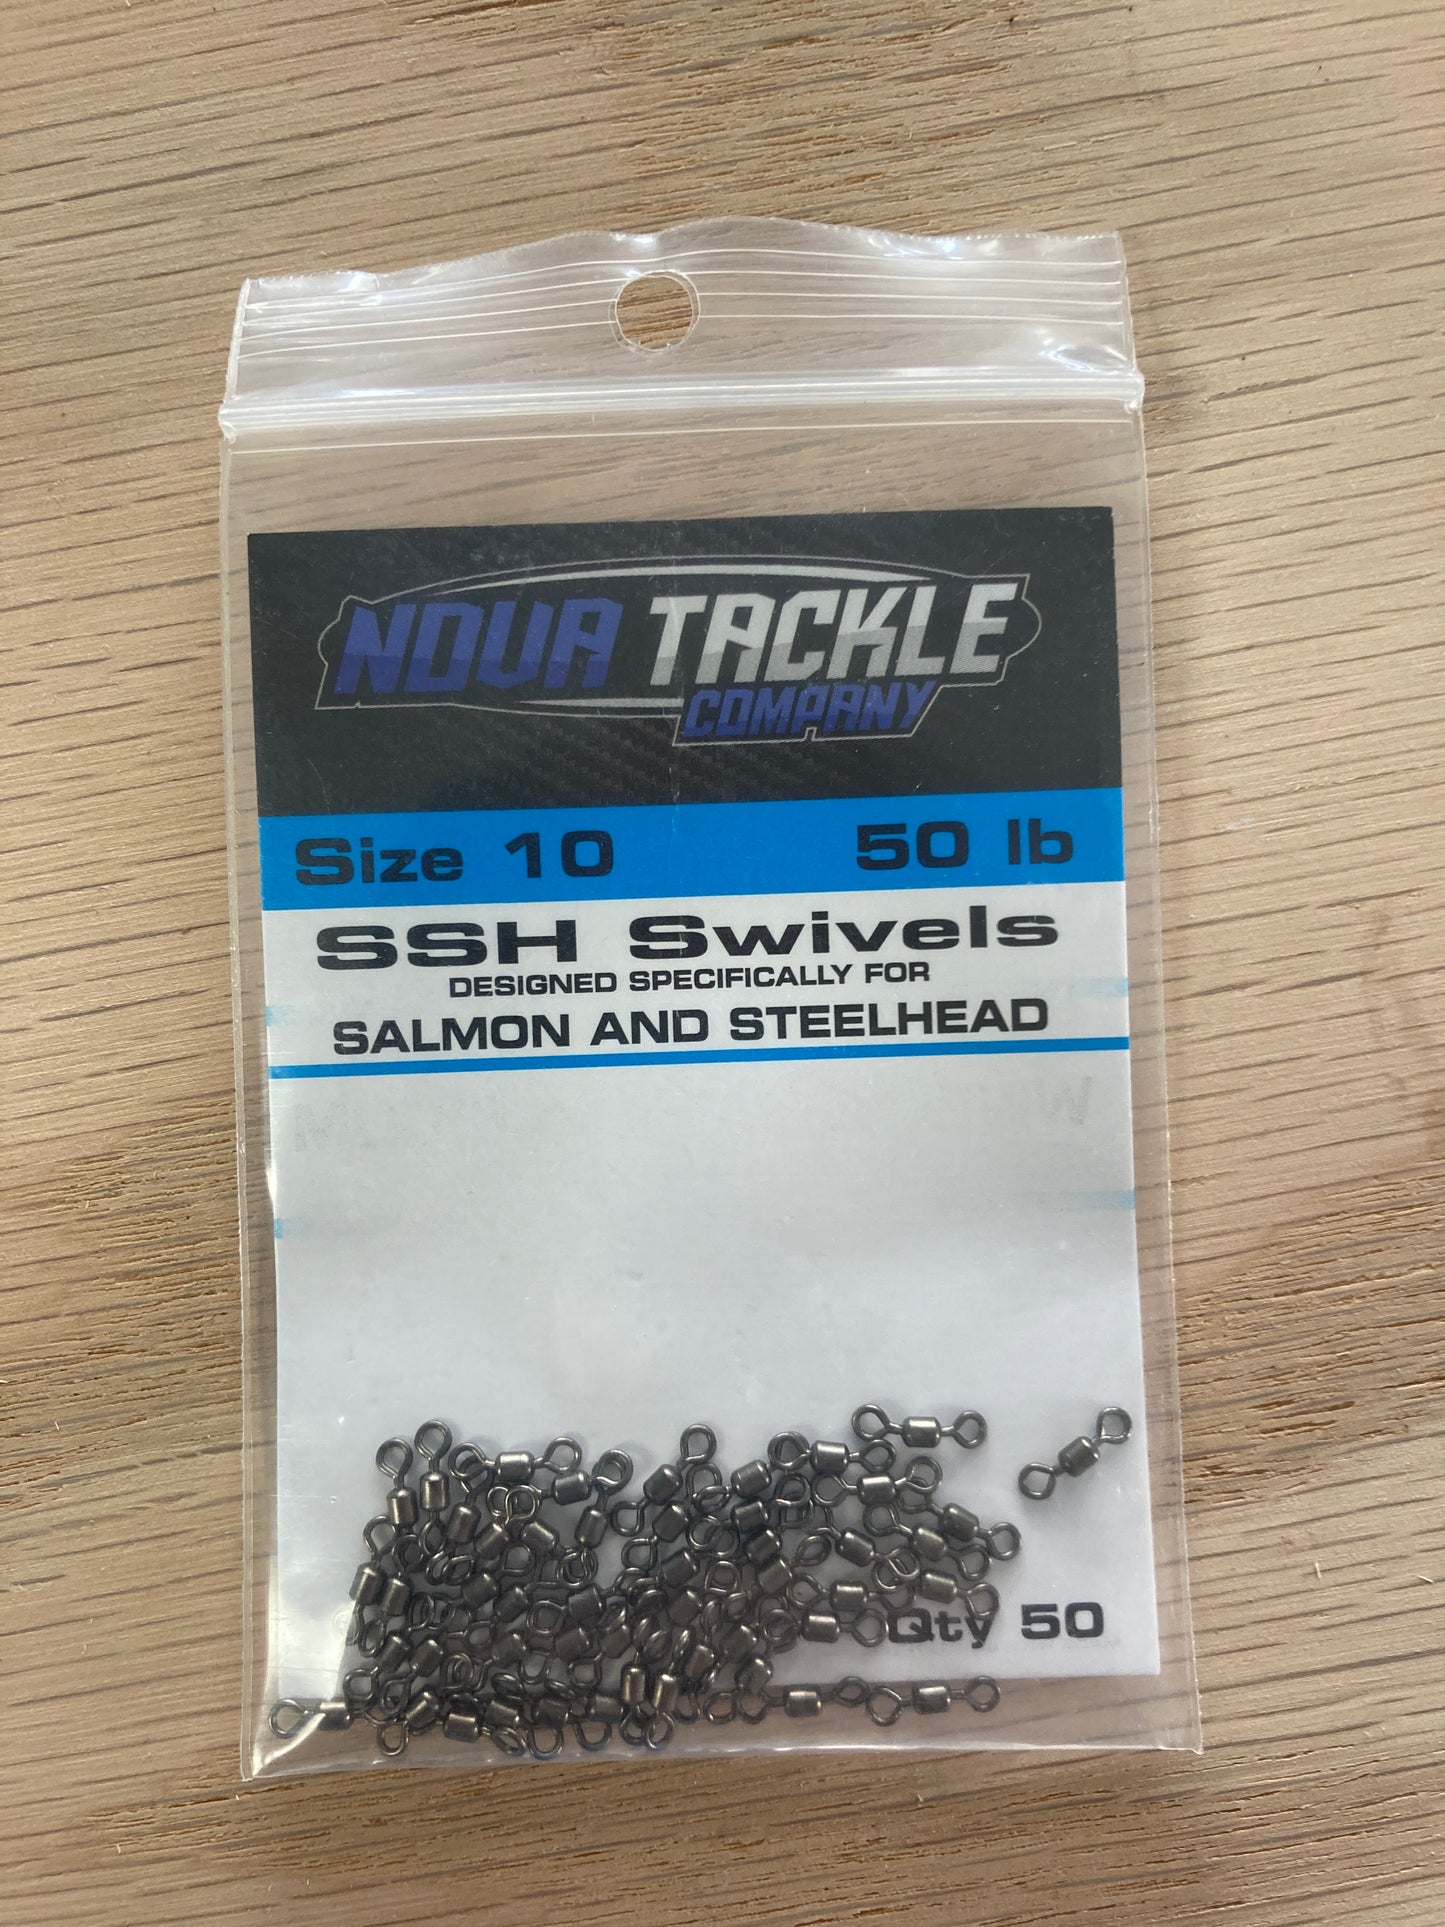 NOVA TACKLE
COMPANY
Size 10 50 lb
SSH Swivels
DESIGNED SPECIFICALLY FOR
SALMON AND STEELHEAD
Qty 50